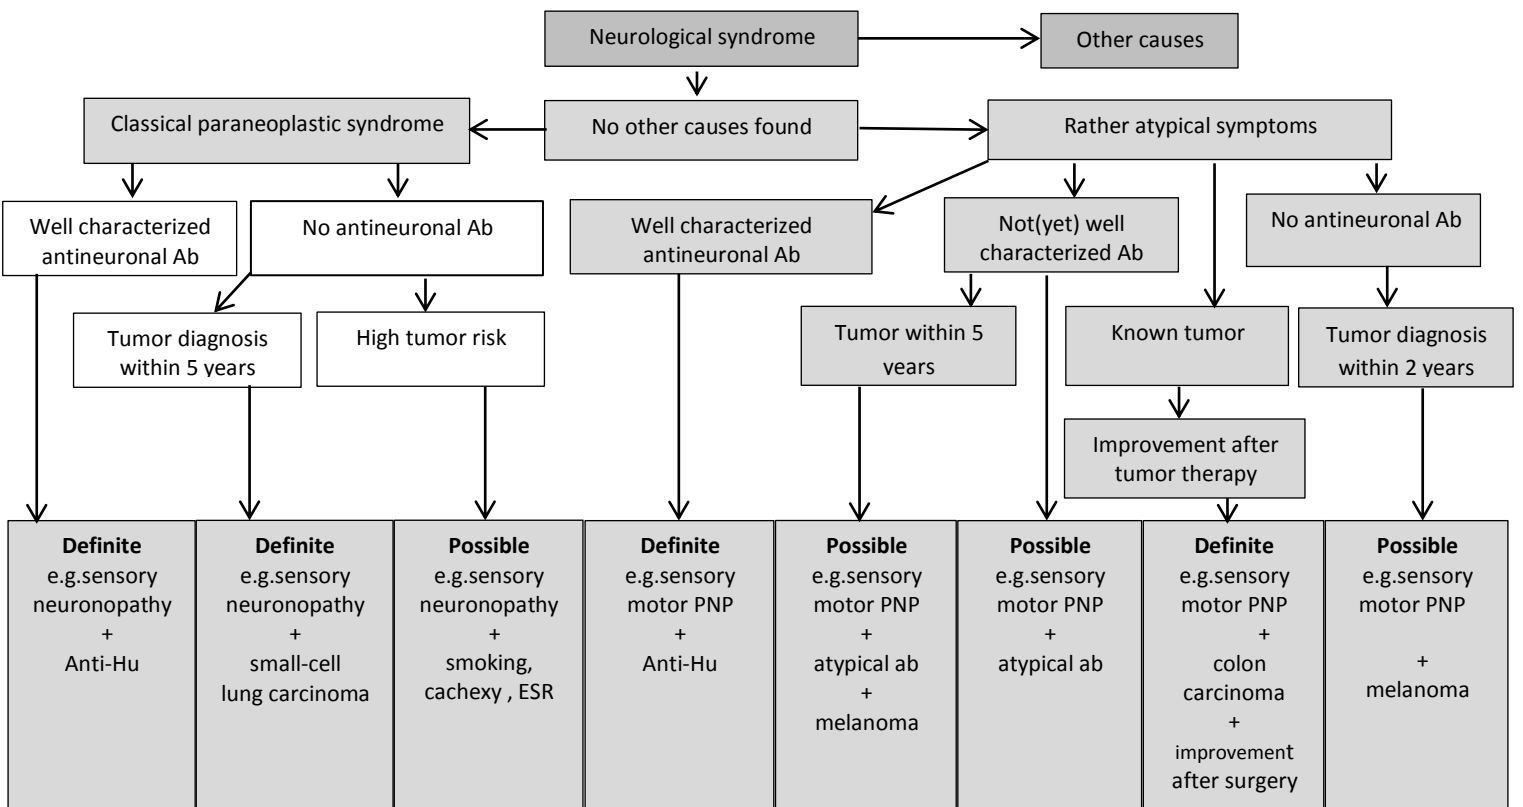 Neurological syndrome
Other causes
Classical paraneoplastic syndrome
No other causes found
Rather atypical symptoms
Well characterized
antineuronal Ab
No antineuronal Ab
Well characterized
antineuronal Ab
Not(yet) well
characterized Ab
No antineuronal Ab
Tumor diagnosis
within 5 years
High tumor risk
Tumor within 5
years
Known tumor
Tumor diagnosis
within 2 years
Improvement after
tumor therapy
Definite
e.g.sensory
neuronopathy
+
Anti-Hu
Definite
e.g.sensory
neuronopathy
+
small-cell
lung carcinoma
Possible
e.g.sensory
neuronopathy
+
smoking,
cachexy , ESR
Definite
e.g.sensory
motor PNP
+
Anti-Hu
Possible
e.g.sensory
motor PNP
+
atypical ab
+
melanoma
Possible
e.g.sensory
motor PNP
+
atypical ab
Definite
e.g.sensory
motor PNP
+
colon
carcinoma
+
improvement
after surgery
Possible
e.g.sensory
motor PNP
+
melanoma